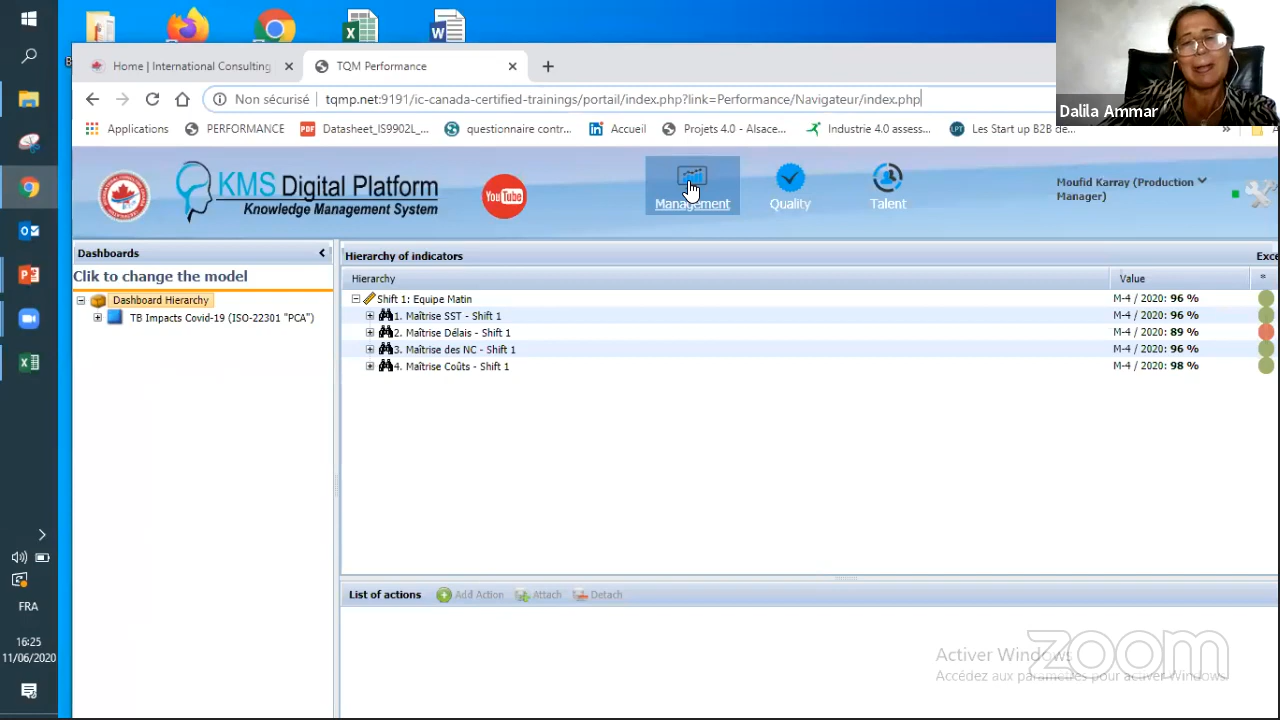 Home | International Consulting
TQM Performance
Non sécurisé
tqmp.net:9191/ic-canada-certified-trainings/portail/index.php?link=Performance/Navigateur/index.php
Applications
PERFORMANCE
PDF
Datasheet_IS9902L_...
questionnaire contr...
Accueil
Projets 4.0 - Alsace...
Industrie 4.0 assess...
LPT
Les Start up B2B de...
»
Dalila Ammar
KMS Digital Platform
Knowledge Management System
YouTube
Management
Quality
Talent
Moufid Karray (Production
Manager)
Dashboards
Clik to change the model
Dashboard Hierarchy
TB Impacts Covid-19 (ISO-22301 "PCA")
Hierarchy of indicators
Exce
Hierarchy
Value
*
Shift 1: Equipe Matin
M-4 / 2020: 96 %
1. Maîtrise SST - Shift 1
M-4 / 2020: 96 %
2. Maîtrise Délais - Shift 1
M-4 / 2020: 89 %
3. Maîtrise des NC - Shift 1
M-4 / 2020: 96 %
4. Maîtrise Coûts - Shift 1
M-4 / 2020: 98 %
List of actions
Add Action
Attach
Detach
FRA
16:25
11/06/2020
Activer Windows
Accédez aux paramètres pour activer Windows.
zoom